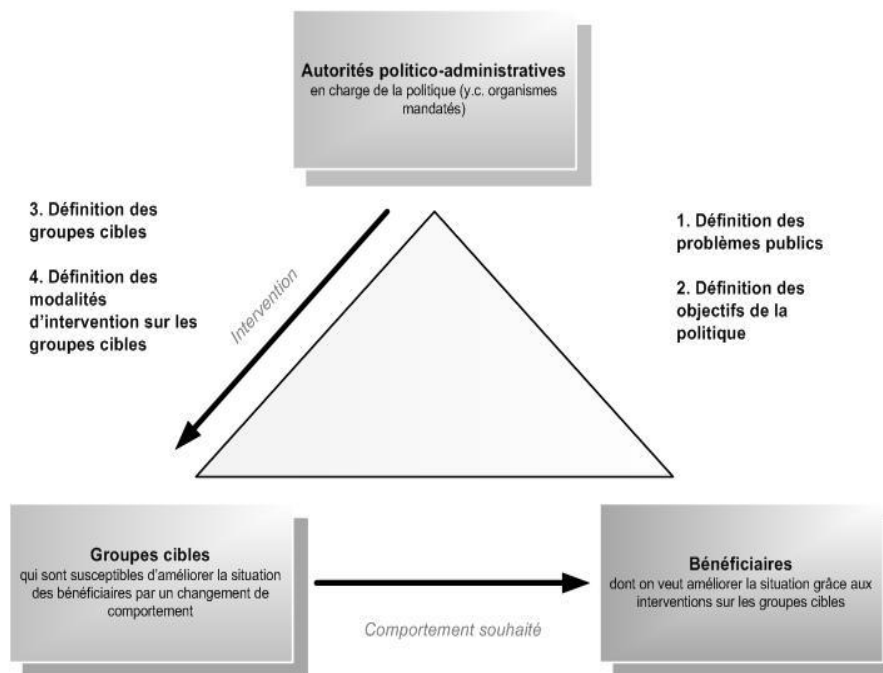 Autorités politico-administratives
en charge de la politique (y.c. organismes
mandatés)
3. Définition des
groupes cibles
4. Définition des
modalités
d'intervention sur les
groupes cibles
Intervention
1. Définition des
problèmes publics
2. Définition des
objectifs de la
politique
Groupes cibles
qui sont susceptibles d'améliorer la situation
des bénéficiaires par un changement de
comportement
Comportement souhaité
Bénéficiaires
dont on veut améliorer la situation grâce aux
interventions sur les groupes cibles